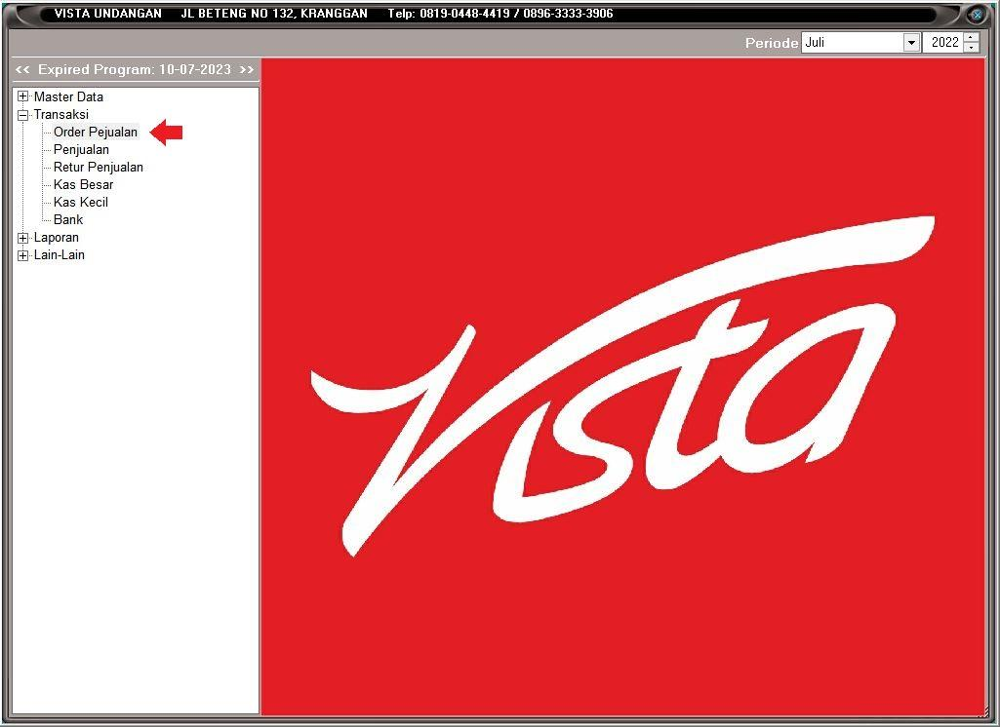 VISTA UNDANGAN JL BETENG NO 132, KRANGGAN Telp: 0819-0448-4419 / 0896-3333-3906
Periode Juli 2022
<< Expired Program: 10-07-2023 >>
Master Data
Transaksi
Order Pejualan
Penjualan
Retur Penjualan
Kas Besar
Kas Kecil
Bank
Laporan
Lain-Lain
Vista